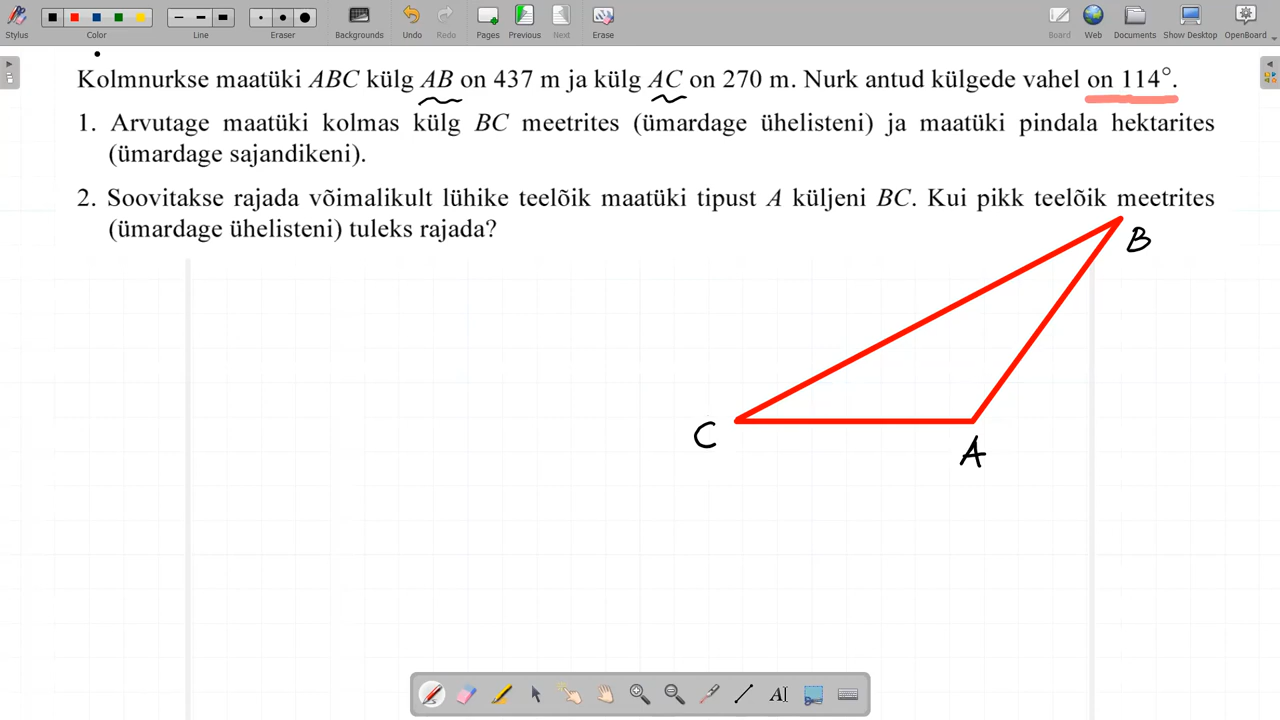 Stylus Color Line Eraser Backgrounds Undo Redo Pages Previous Next Erase Board Web Documents Show Desktop OpenBoard
Kolmnurkse maatüki ABC külg AB on 437 m ja külg AC on 270 m. Nurk antud külgede vahel on 114°.
1. Arvutage maatüki kolmas külg BC meetrites (ümardage ühelisteni) ja maatüki pindala hektarites
(ümardage sajandikeni).
2. Soovitakse rajada võimalikult lühike teelõik maatüki tipust A küljeni BC. Kui pikk teelõik meetrites
(ümardage ühelisteni) tuleks rajada?
B
C
A
AI